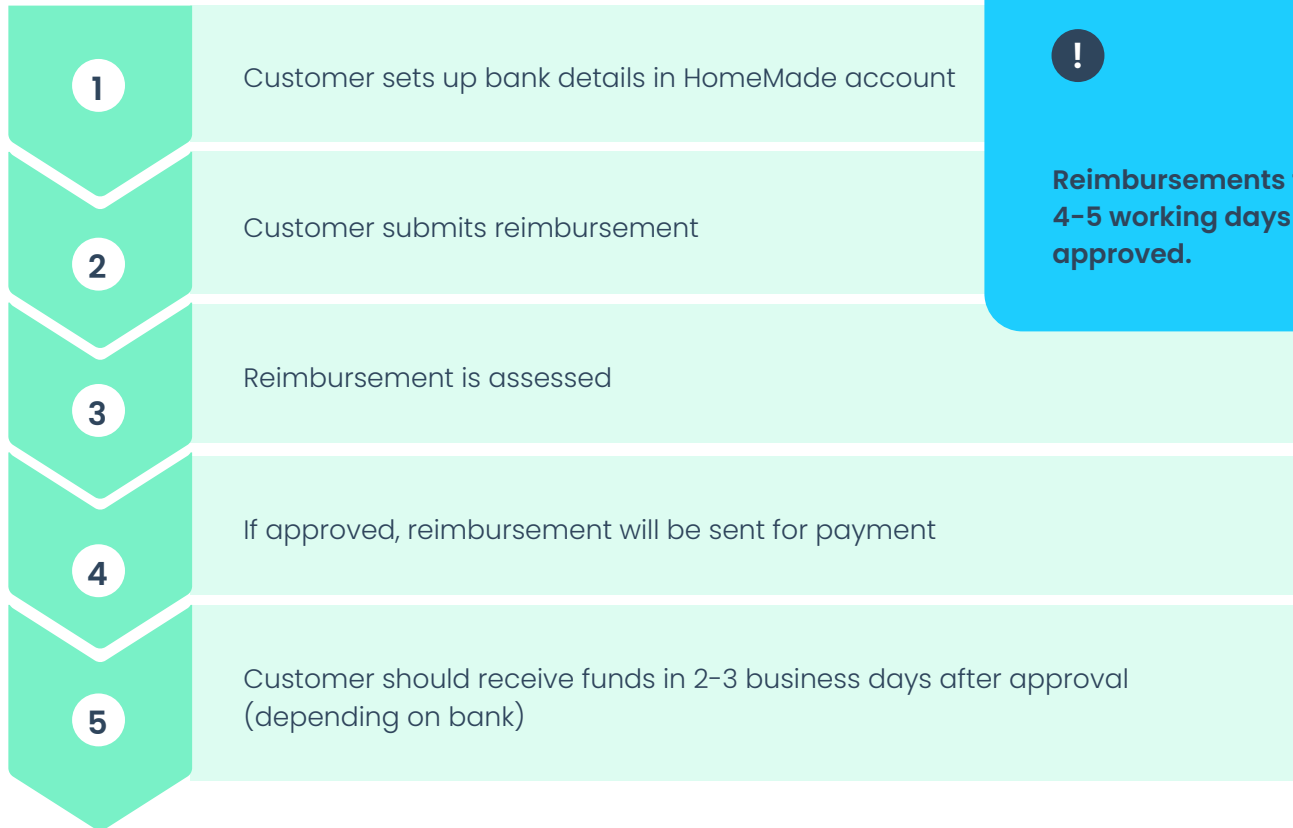 1
Customer sets up bank details in HomeMade account
!
Reimbursements
4-5 working days
approved.
2
Customer submits reimbursement
3
Reimbursement is assessed
4
If approved, reimbursement will be sent for payment
5
Customer should receive funds in 2-3 business days after approval
(depending on bank)